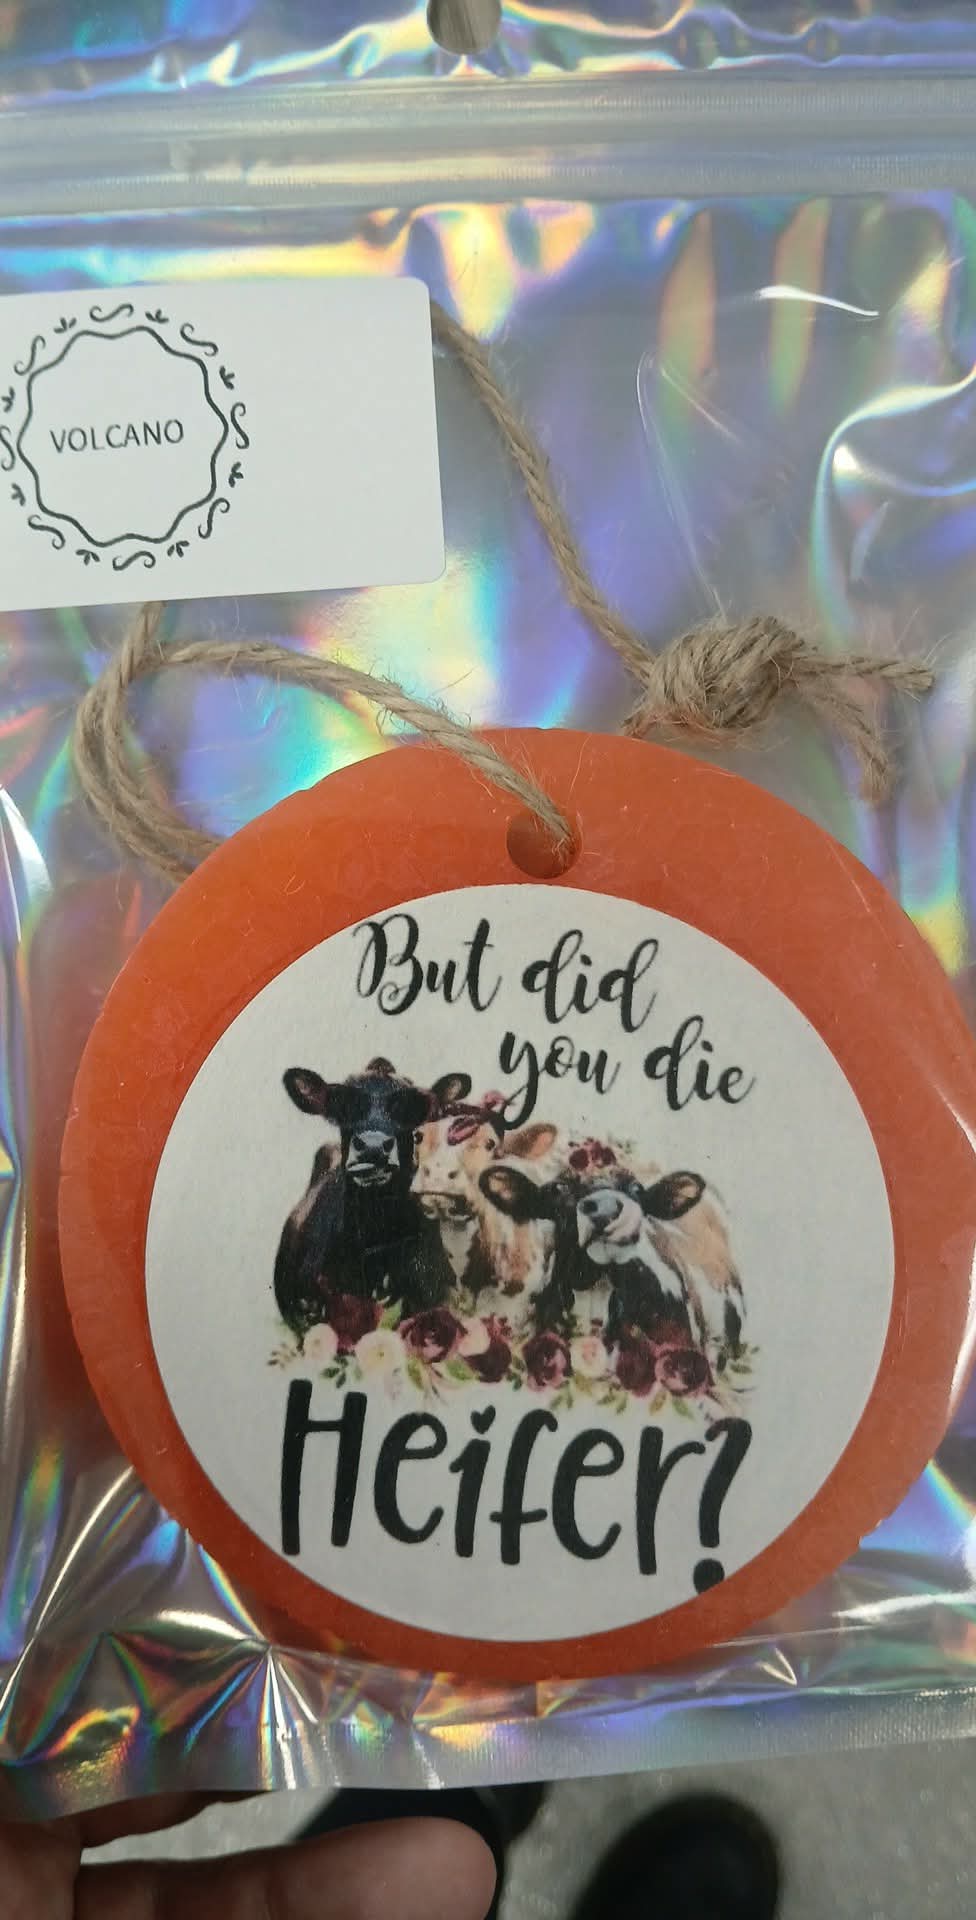 VOLCANO
But did
you die
Heifer?